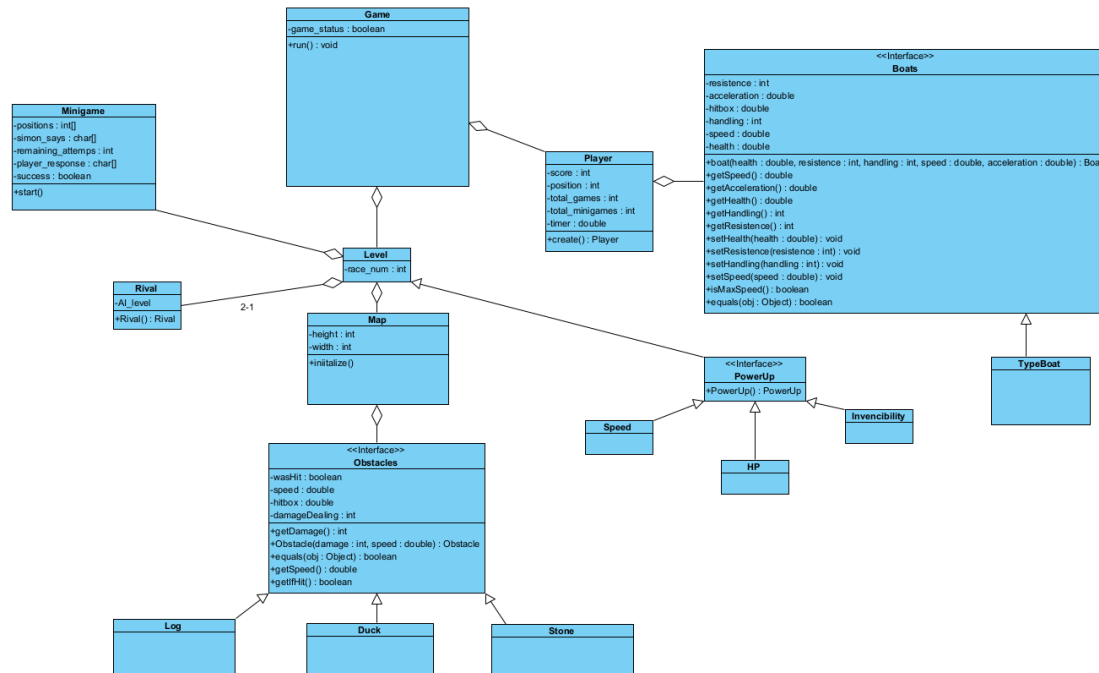 Game
-game_status : boolean
+run() : void
<<Interface>>
Boats
-resistence : int
-acceleration : double
-hitbox : double
-handling : int
-speed : double
-health : double
+boat(health : double, resistence : int, handling : int, speed : double, acceleration : double) : Boa
+getSpeed() : double
+getAcceleration() : double
+getHealth() : double
+getHandling() : int
+getResistence() : int
+setHealth(health : double) : void
+setResistence(resistence : int) : void
+setHandling(handling : int) : void
+setSpeed(speed : double) : void
+isMaxSpeed() : boolean
+equals(obj : Object) : boolean
Minigame
-positions : int[]
-simon_says : char[]
-remaining_attemps : int
-player_response : char[]
-success : boolean
+start()
Player
-score : int
-position : int
-total_games : int
-total_minigames : int
-timer : double
+create() : Player
Level
-race_num : int
Rival
-AI_level
+Rival() : Rival
2-1
Map
-height : int
-width : int
+iniitalize()
<<Interface>>
PowerUp
+PowerUp() : PowerUp
TypeBoat
Speed
Invencibility
HP
<<Interface>>
Obstacles
-wasHit : boolean
-speed : double
-hitbox : double
-damageDealing : int
+getDamage() : int
+Obstacle(damage : int, speed : double) : Obstacle
+equals(obj : Object) : boolean
+getSpeed() : double
+getIfHit() : boolean
Log
Duck
Stone